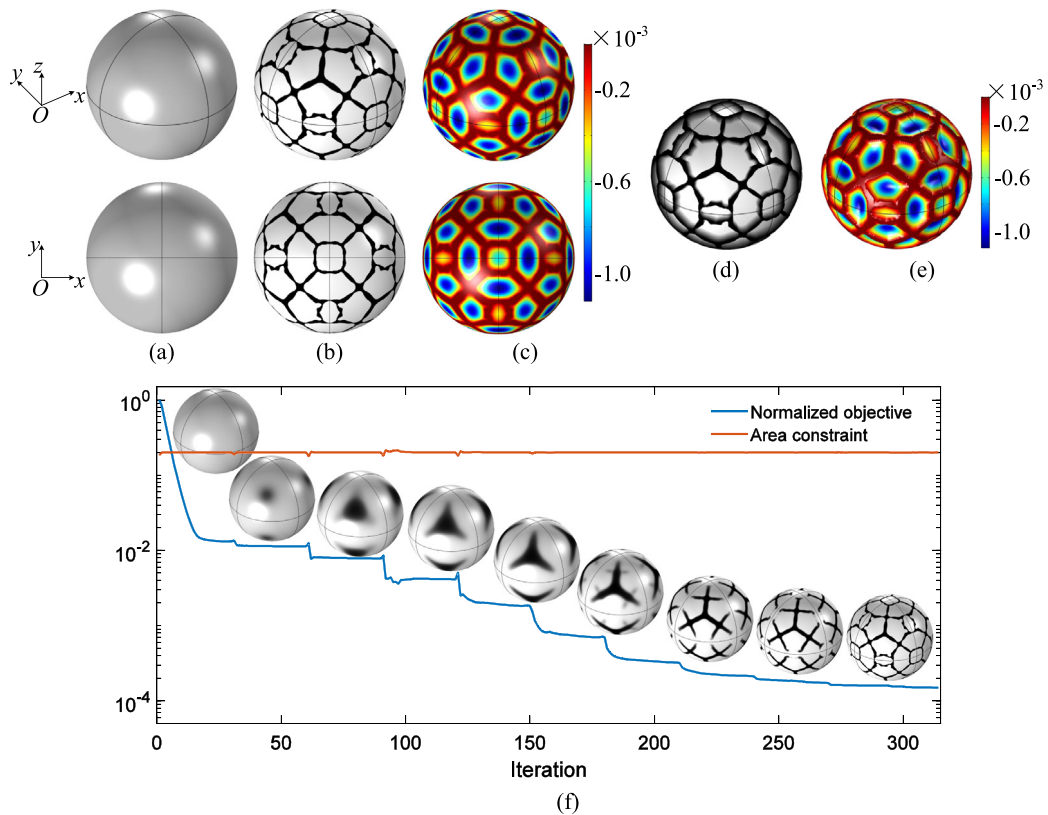 z
y
x
O
× 10⁻³
-0.2
-0.6
-1.0
y
O
x
(a)
(b)
(c)
× 10⁻³
-0.2
-0.6
-1.0
(d)
(e)
10⁰
10⁻²
10⁻⁴
Normalized objective
Area constraint
0
50
100
150
200
250
300
Iteration
(f)